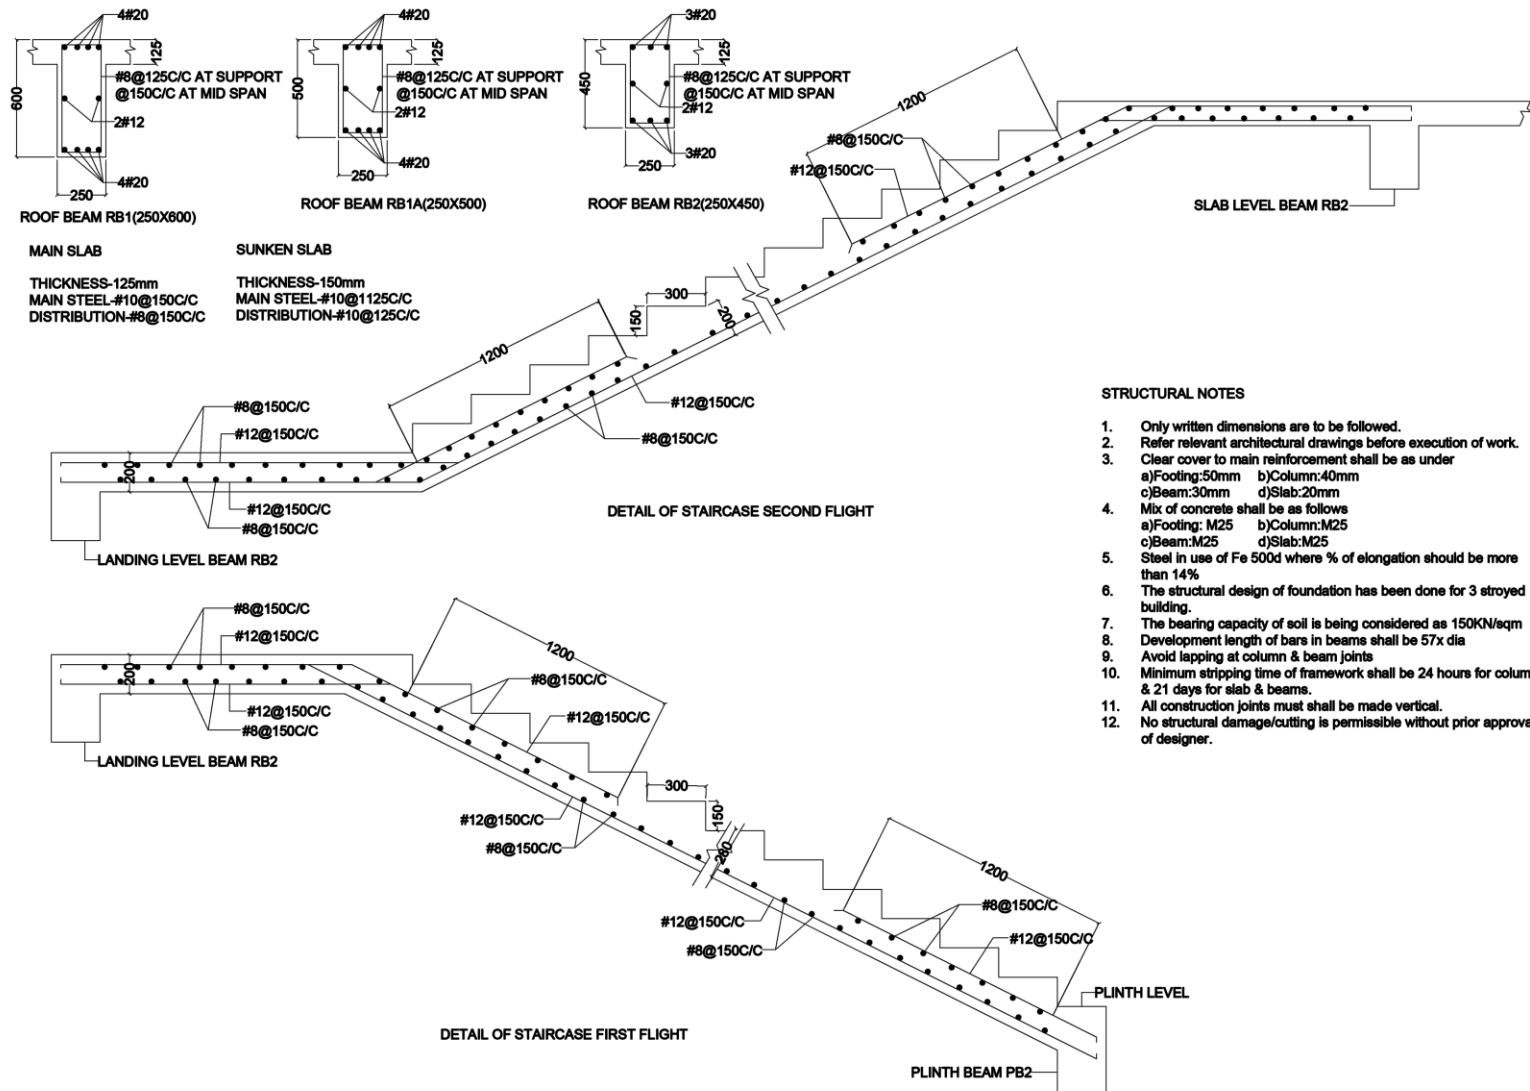 4#20
125
600
#8@125C/C AT SUPPORT
@150C/C AT MID SPAN
2#12
4#20
250
ROOF BEAM RB1(250X600)
4#20
125
500
#8@125C/C AT SUPPORT
@150C/C AT MID SPAN
2#12
4#20
250
ROOF BEAM RB1A(250X500)
3#20
125
450
#8@125C/C AT SUPPORT
@150C/C AT MID SPAN
2#12
3#20
250
ROOF BEAM RB2(250X450)
MAIN SLAB
THICKNESS-125mm
MAIN STEEL-#10@150C/C
DISTRIBUTION-#8@150C/C
SUNKEN SLAB
THICKNESS-150mm
MAIN STEEL-#10@1125C/C
DISTRIBUTION-#10@125C/C
1200
#8@150C/C
#12@150C/C
SLAB LEVEL BEAM RB2
300
150
200
1200
#12@150C/C
#8@150C/C
#8@150C/C
#12@150C/C
200
#12@150C/C
#8@150C/C
LANDING LEVEL BEAM RB2
DETAIL OF STAIRCASE SECOND FLIGHT
#8@150C/C
#12@150C/C
200
#12@150C/C
#8@150C/C
LANDING LEVEL BEAM RB2
1200
#8@150C/C
#12@150C/C
300
150
#12@150C/C
#8@150C/C
280
1200
#8@150C/C
#12@150C/C
#12@150C/C
#8@150C/C
PLINTH LEVEL
DETAIL OF STAIRCASE FIRST FLIGHT
PLINTH BEAM PB2
STRUCTURAL NOTES
1. Only written dimensions are to be followed.
2. Refer relevant architectural drawings before execution of work.
3. Clear cover to main reinforcement shall be as under
a)Footing:50mm b)Column:40mm
c)Beam:30mm d)Slab:20mm
4. Mix of concrete shall be as follows
a)Footing: M25 b)Column:M25
c)Beam:M25 d)Slab:M25
5. Steel in use of Fe 500d where % of elongation should be more
than 14%
6. The structural design of foundation has been done for 3 stroyed
building.
7. The bearing capacity of soil is being considered as 150KN/sqm
8. Development length of bars in beams shall be 57x dia
9. Avoid lapping at column & beam joints
10. Minimum stripping time of framework shall be 24 hours for colum
& 21 days for slab & beams.
11. All construction joints must shall be made vertical.
12. No structural damage/cutting is permissible without prior approva
of designer.